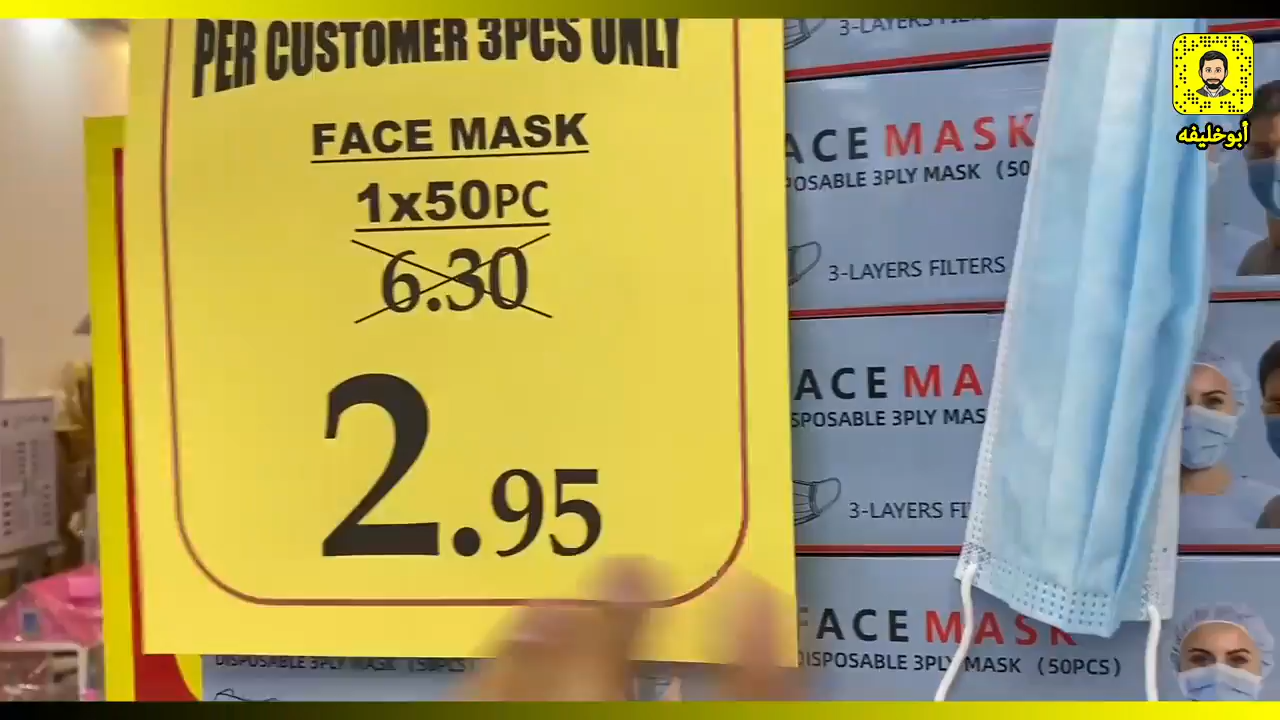 PER CUSTOMER 3PCS ONLY
FACE MASK
1x50PC
6.30
2.95
3-LAYERS
ACE MASK
POSABLE 3PLY MASK (50
3-LAYERS FILTERS
ACE MA
SPOSABLE 3PLY MAS
3-LAYERS FI
FACE MASK
DISPOSABLE 3PLY MASK (50PCS)
DISPOSABLE 3PLY MASK (50PCS)
أبوخليفه